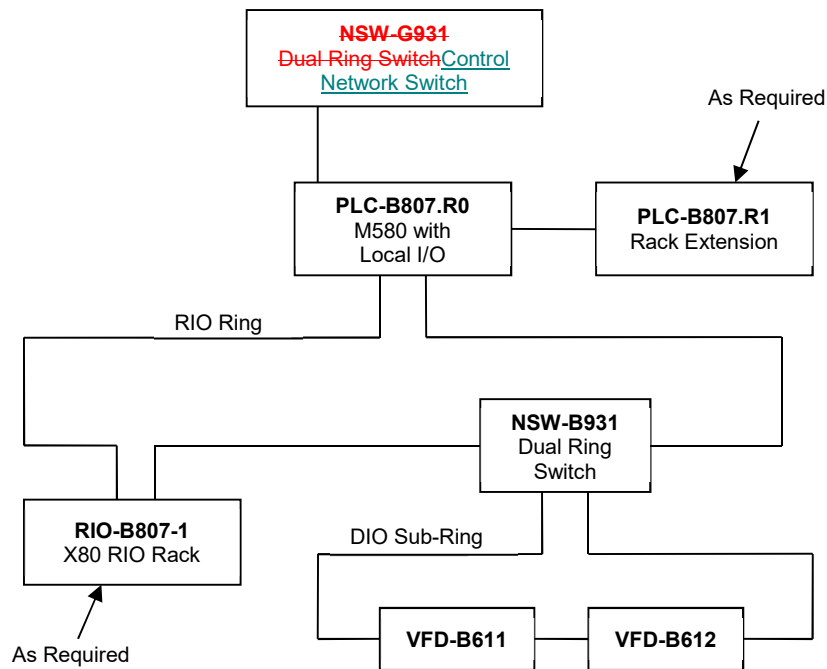 NSW-G931
Dual Ring SwitchControl
Network Switch
As Required
PLC-B807.R0
M580 with
Local I/O
PLC-B807.R1
Rack Extension
RIO Ring
NSW-B931
Dual Ring
Switch
RIO-B807-1
X80 RIO Rack
DIO Sub-Ring
VFD-B611
VFD-B612
As Required